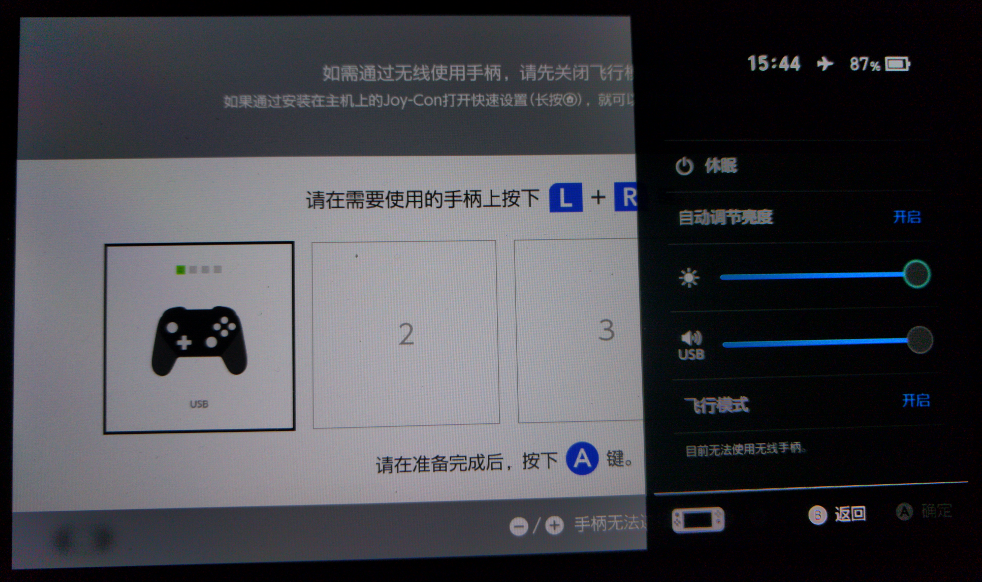 如需通过无线使用手柄，请先关闭飞行模
如果通过安装在主机上的Joy-Con打开快速设置(长按)，就可以
请在需要使用的手柄上按下 L + R
USB
2
3
请在准备完成后，按下 A 键。
-/+ 手柄无法
15:44 87%
休眠
自动调节亮度 开启
USB
飞行模式 开启
目前无法使用无线手柄。
B 返回 A 确定